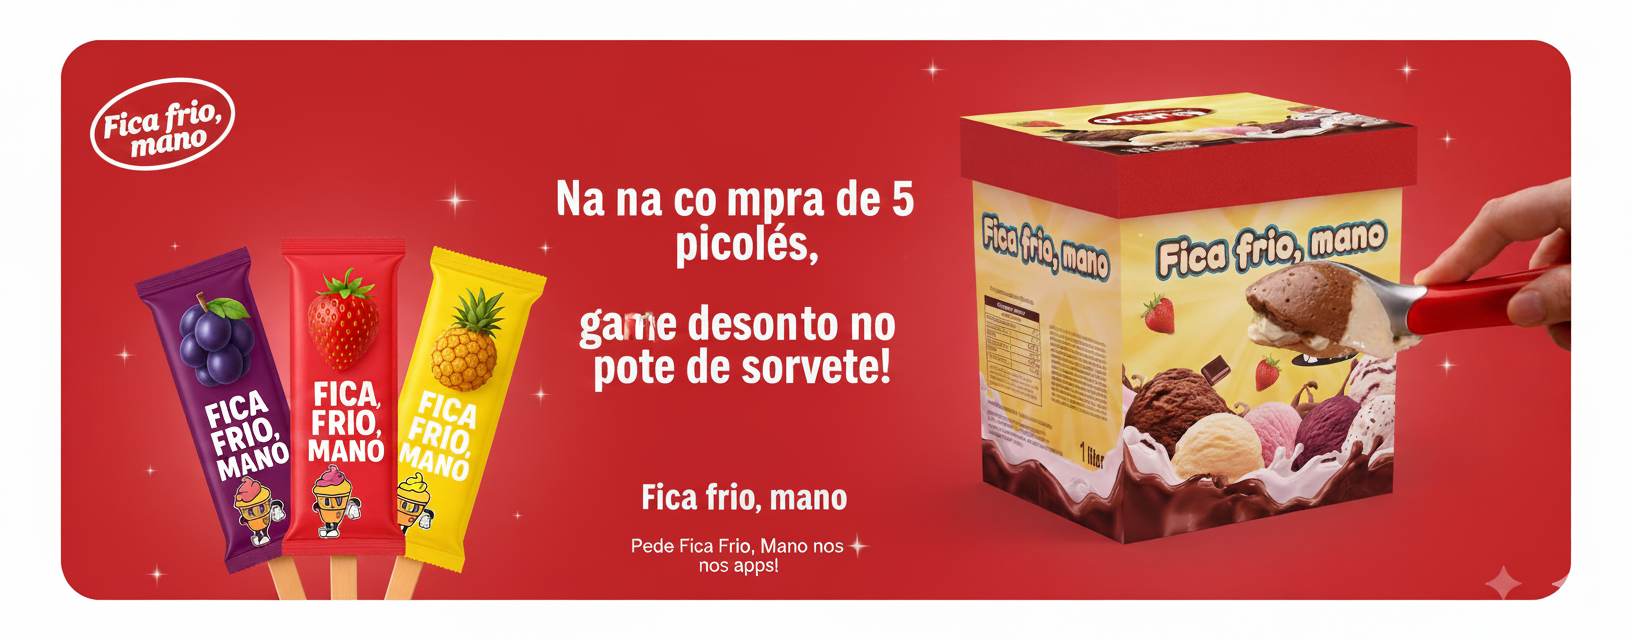 Fica frio,
mano
Na na co mpra de 5
picolés,
game desonto no
pote de sorvete!
Fica frio, mano
Pede Fica Frio, Mano nos
nos apps!
FICA
FRIO,
MANO
FICA,
FRIO,
MANO
FICA
FRIO,
MANO
Fica frio, mano
Fica frio, mano
1 liter